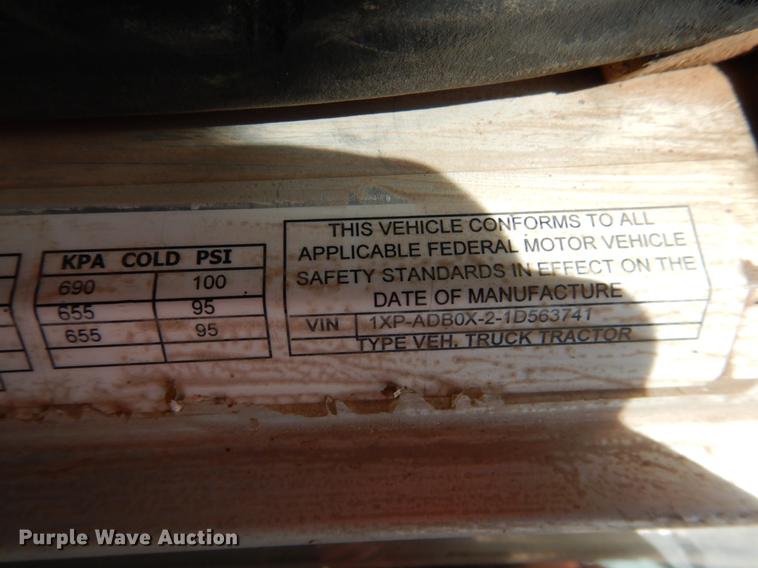 KPA COLD PSI
690 100
655 95
655 95
THIS VEHICLE CONFORMS TO ALL
APPLICABLE FEDERAL MOTOR VEHICLE
SAFETY STANDARDS IN EFFECT ON THE
DATE OF MANUFACTURE
VIN 1XP-ADB0X-2-1D563741
TYPE VEH. TRUCK TRACTOR
Purple Wave Auction